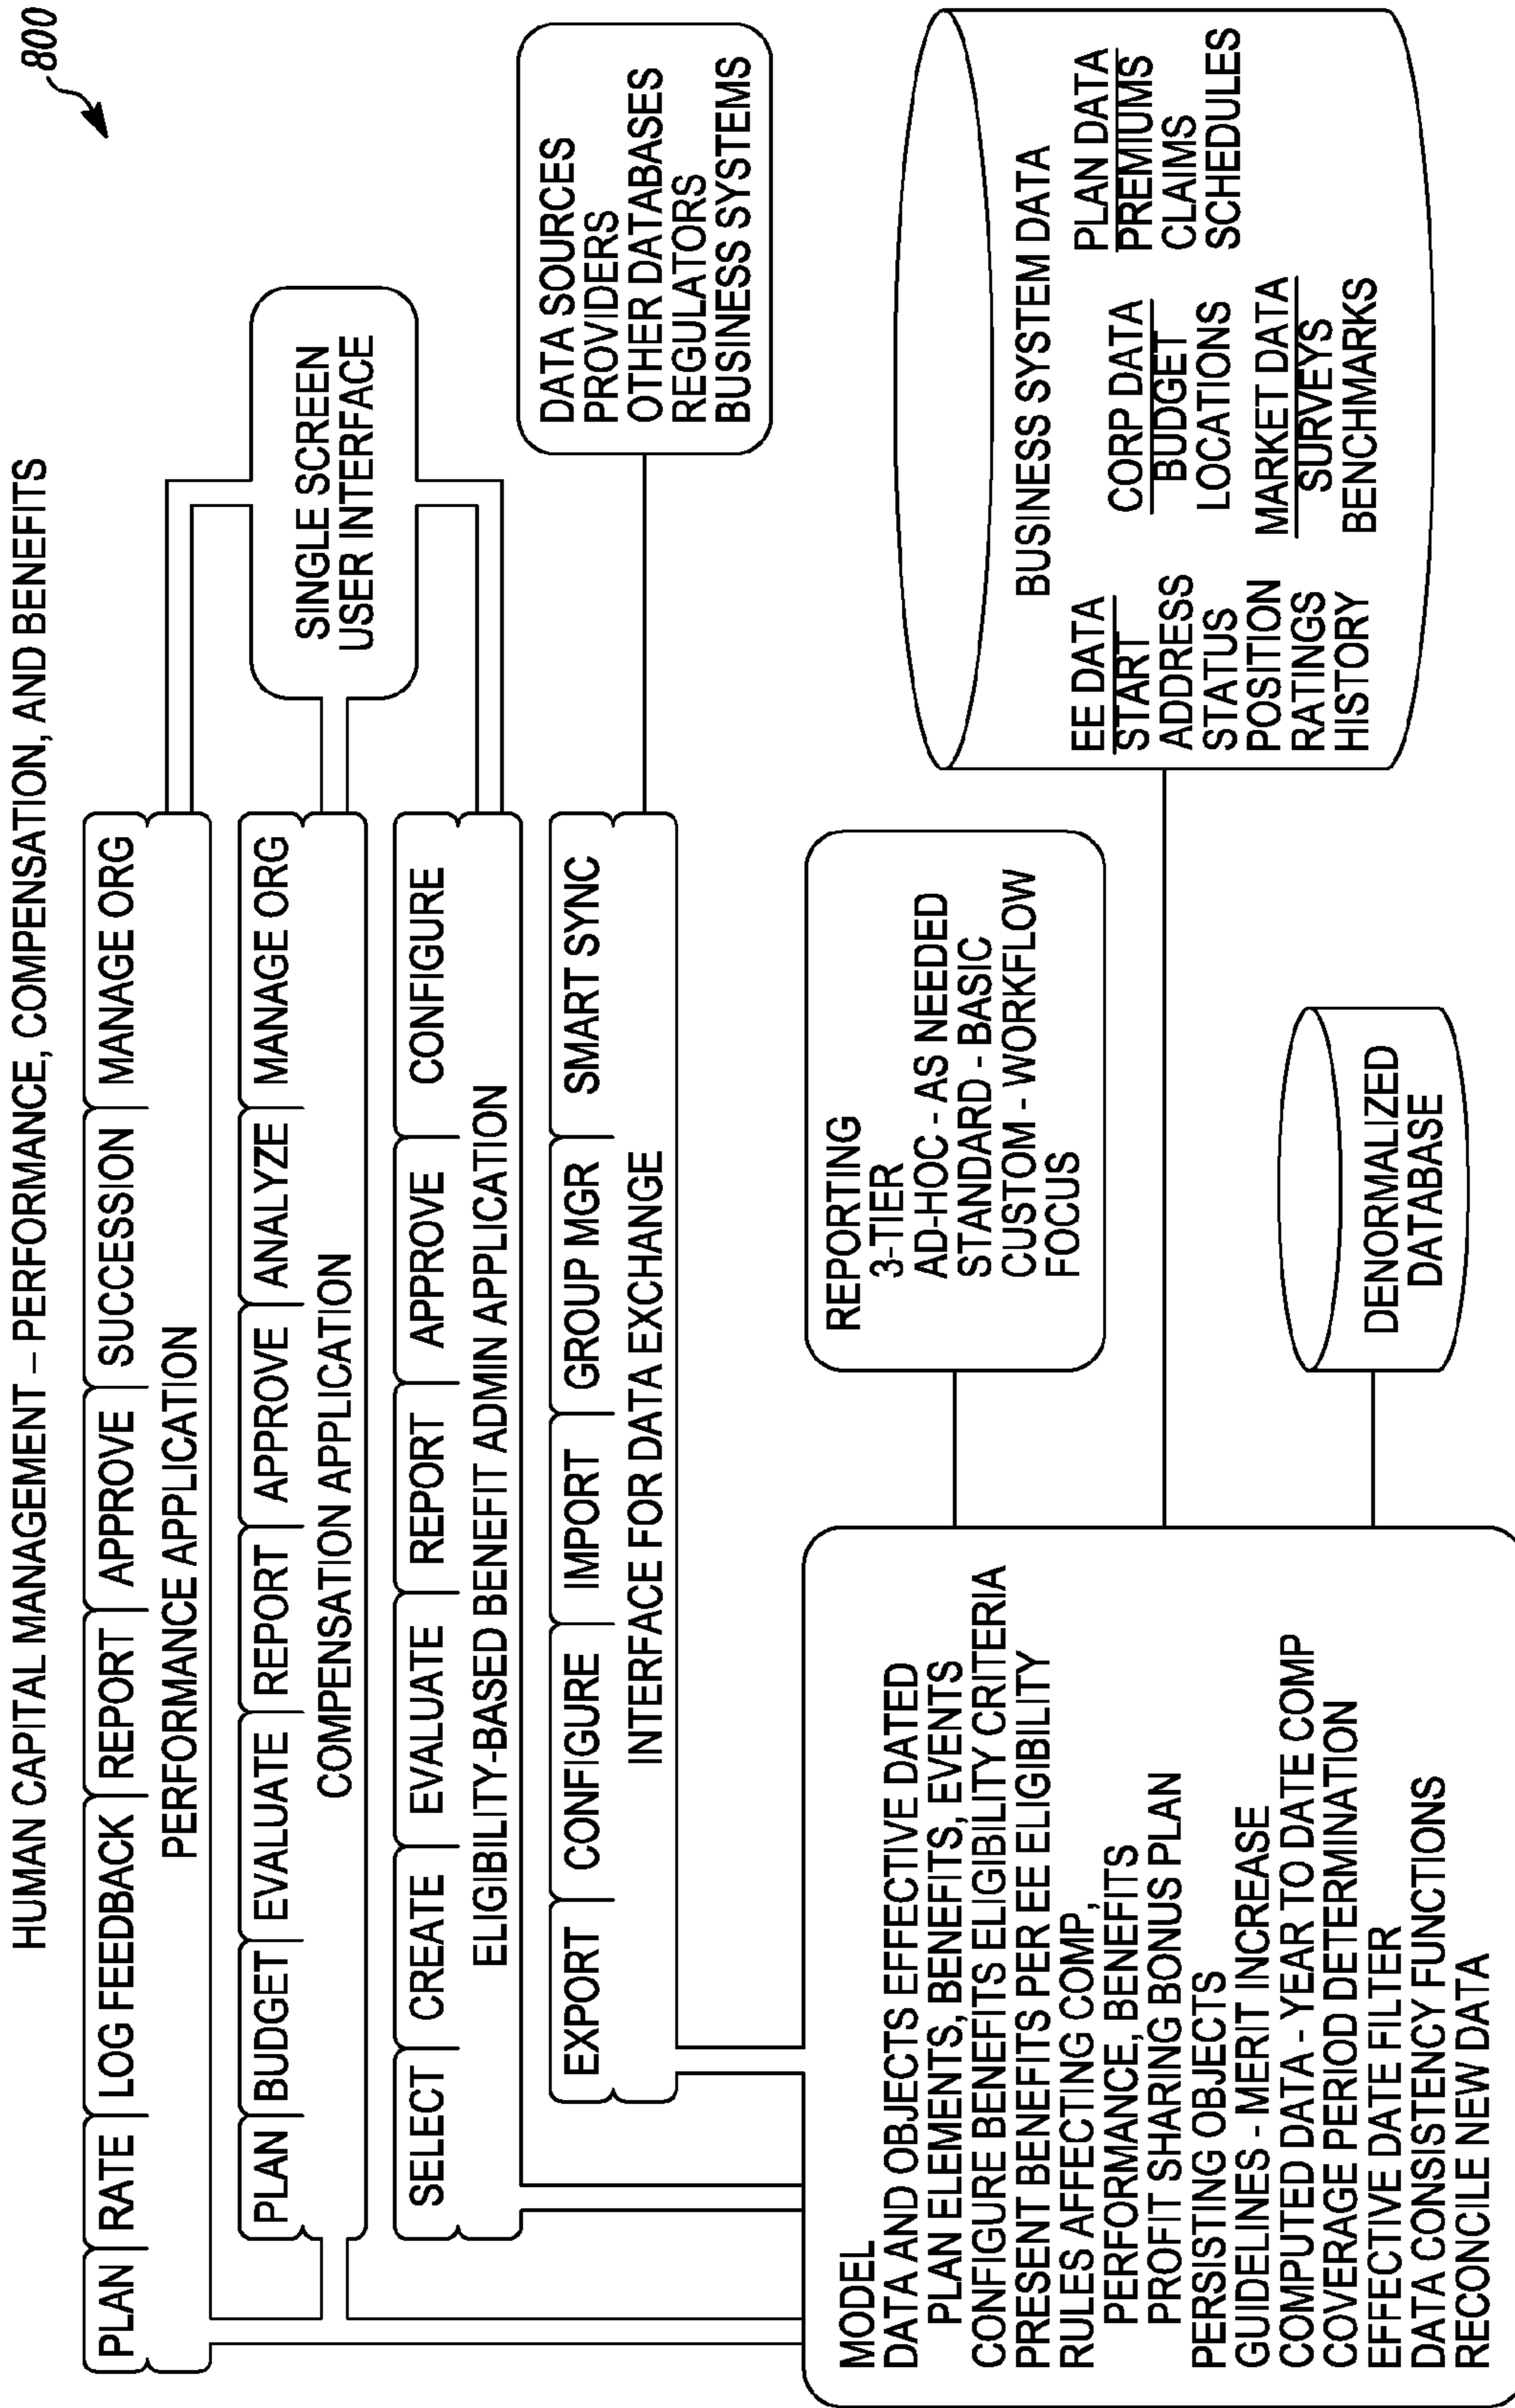 800
HUMAN CAPITAL MANAGEMENT – PERFORMANCE, COMPENSATION, AND BENEFITS
PLAN RATE LOG FEEDBACK REPORT APPROVE SUCCESSION MANAGE ORG
PERFORMANCE APPLICATION
PLAN BUDGET EVALUATE REPORT APPROVE ANALYZE MANAGE ORG
COMPENSATION APPLICATION
SELECT CREATE EVALUATE REPORT APPROVE CONFIGURE
ELIGIBILITY-BASED BENEFIT ADMIN APPLICATION
EXPORT CONFIGURE IMPORT GROUP MGR SMART SYNC
INTERFACE FOR DATA EXCHANGE
SINGLE SCREEN
USER INTERFACE
DATA SOURCES
PROVIDERS
OTHER DATABASES
REGULATORS
BUSINESS SYSTEMS
MODEL
DATA AND OBJECTS EFFECTIVE DATED
PLAN ELEMENTS, BENEFITS, EVENTS
CONFIGURE BENEFITS ELIGIBILITY CRITERIA
PRESENT BENEFITS PER EE ELIGIBILITY
RULES AFFECTING COMP,
PERFORMANCE, BENEFITS
PROFIT SHARING BONUS PLAN
PERSISTING OBJECTS
GUIDELINES - MERIT INCREASE
COMPUTED DATA - YEAR TO DATE COMP
COVERAGE PERIOD DETERMINATION
EFFECTIVE DATE FILTER
DATA CONSISTENCY FUNCTIONS
RECONCILE NEW DATA
REPORTING
3-TIER
AD-HOC - AS NEEDED
STANDARD - BASIC
CUSTOM - WORKFLOW
FOCUS
DENORMALIZED
DATABASE
BUSINESS SYSTEM DATA
EE DATA
START
ADDRESS
STATUS
POSITION
RATINGS
HISTORY
CORP DATA
BUDGET
LOCATIONS
MARKET DATA
SURVEYS
BENCHMARKS
PLAN DATA
PREMIUMS
CLAIMS
SCHEDULES